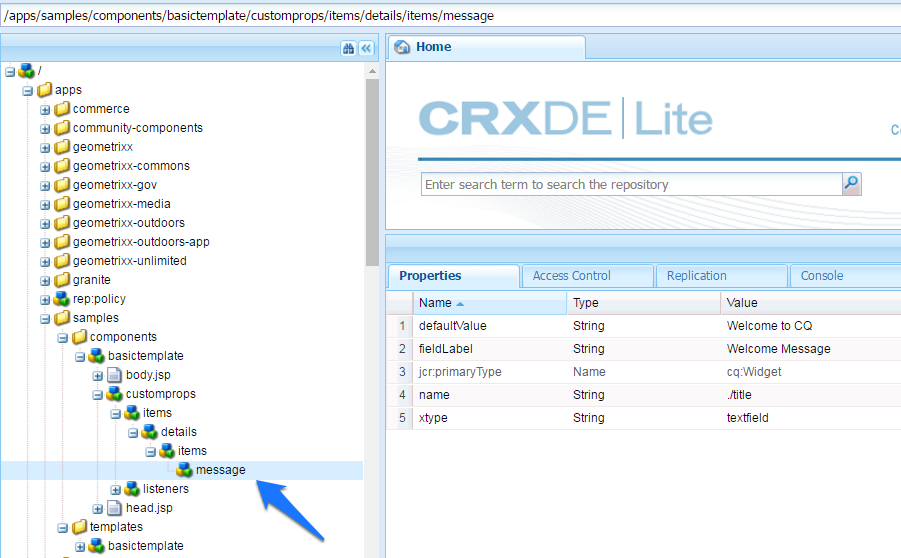 /apps/samples/components/basictemplate/customprops/items/details/items/message
Home
/
apps
commerce
community-components
geometrixx
geometrixx-commons
geometrixx-gov
geometrixx-media
geometrixx-outdoors
geometrixx-outdoors-app
geometrixx-unlimited
granite
rep:policy
samples
components
basictemplate
body.jsp
customprops
items
details
items
message
listeners
head.jsp
templates
basictemplate
CRXDE | Lite
Enter search term to search the repository
Properties Access Control Replication Console
Name Type Value
1 defaultValue String Welcome to CQ
2 fieldLabel String Welcome Message
3 jcr:primaryType Name cq:Widget
4 name String ./title
5 xtype String textfield